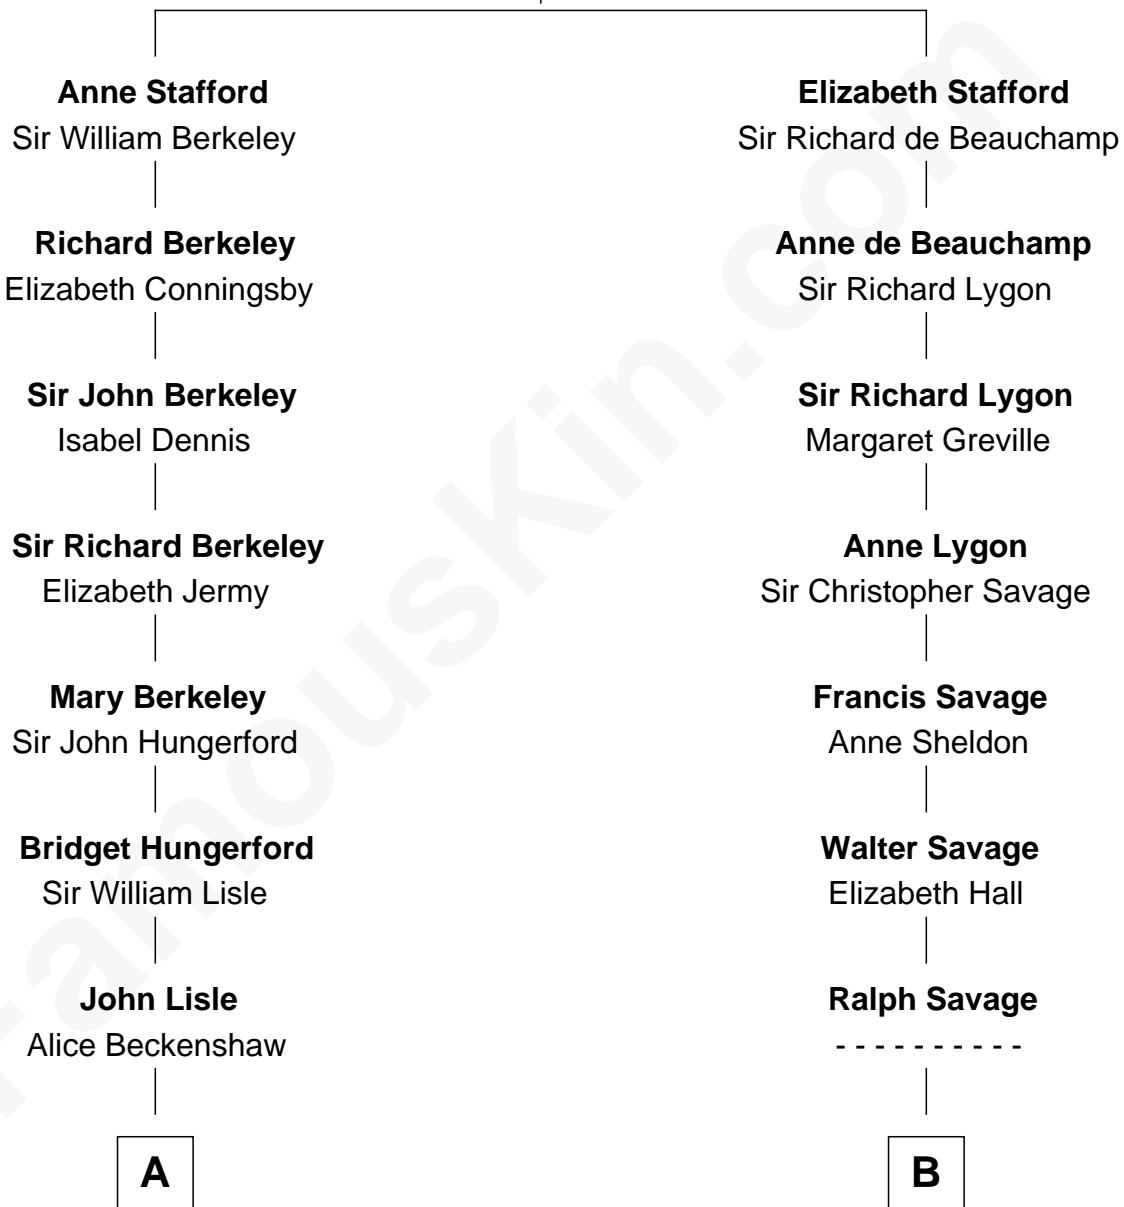 Anne Stafford
Sir William Berkeley
Elizabeth Stafford
Sir Richard de Beauchamp
Richard Berkeley
Elizabeth Conningsby
Anne de Beauchamp
Sir Richard Lygon
Sir John Berkeley
Isabel Dennis
Sir Richard Lygon
Margaret Greville
Sir Richard Berkeley
Elizabeth Jermy
Anne Lygon
Sir Christopher Savage
Mary Berkeley
Sir John Hungerford
Francis Savage
Anne Sheldon
Bridget Hungerford
Sir William Lisle
Walter Savage
Elizabeth Hall
John Lisle
Alice Beckenshaw
Ralph Savage
- - - - - - - - - -
A
B
FamousKin.com